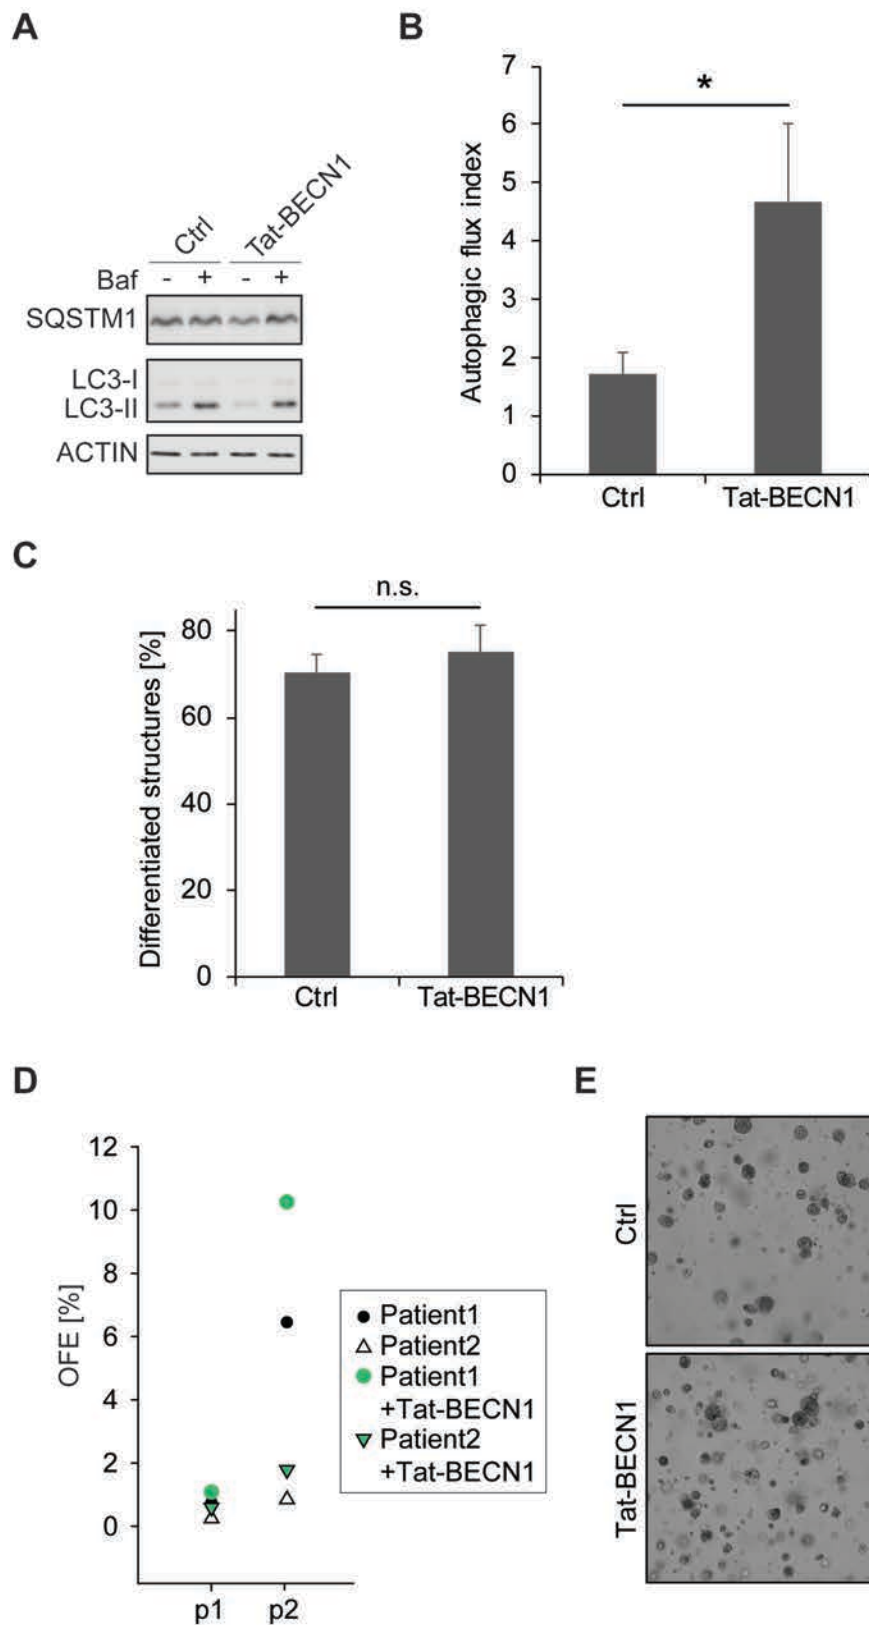 A
Ctrl
Tat-BECN1
Baf - + - +
SQSTM1
LC3-I
LC3-II
ACTIN
B
7
6
5
4
3
2
1
0
Autophagic flux index
*
Ctrl
Tat-BECN1
C
n.s.
80
60
40
20
0
Differentiated structures [%]
Ctrl
Tat-BECN1
D
12
10
8
6
4
2
0
OFE [%]
p1
p2
Patient1
Patient2
Patient1
+Tat-BECN1
Patient2
+Tat-BECN1
E
Ctrl
Tat-BECN1